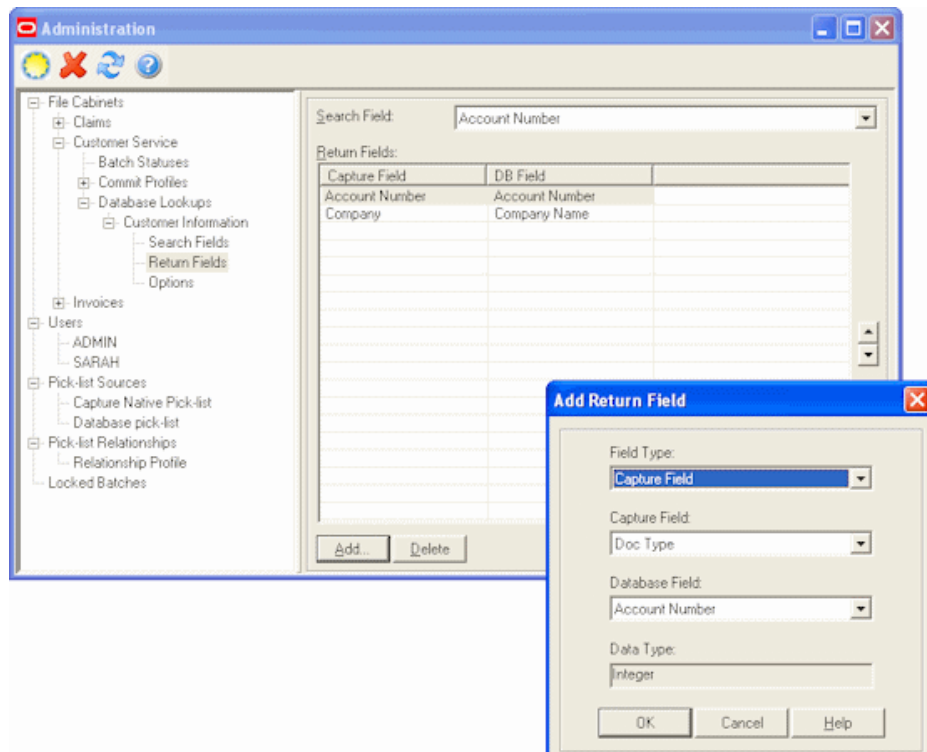 Administration
File Cabinets
Claims
Customer Service
Batch Statuses
Commit Profiles
Database Lookups
Customer Information
Search Fields
Return Fields
Options
Invoices
Users
ADMIN
SARAH
Pick-list Sources
Capture Native Pick-list
Database pick-list
Pick-list Relationships
Relationship Profile
Locked Batches
Search Field: Account Number
Return Fields:
Capture Field DB Field
Account Number Account Number
Company Company Name
Add... Delete
Add Return Field
Field Type:
Capture Field
Capture Field:
Doc Type
Database Field:
Account Number
Data Type:
Integer
OK Cancel Help